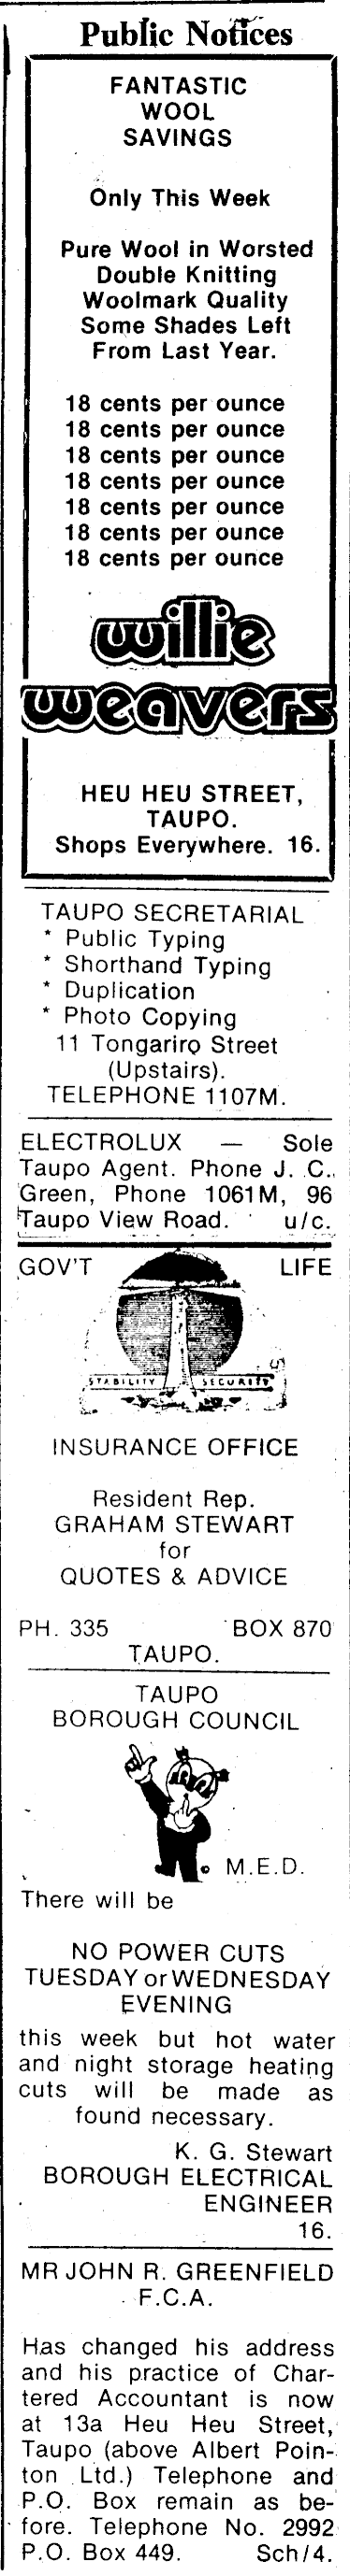 Public Notices
FANTASTIC
WOOL
SAVINGS
Only This Week
Pure Wool in Worsted
Double Knitting
Woolmark Quality
Some Shades Left
From Last Year.
18 cents per ounce
18 cents per ounce
18 cents per ounce
18 cents per ounce
18 cents per ounce
18 cents per ounce
18 cents per ounce
willie
weavers
HEU HEU STREET,
TAUPO.
Shops Everywhere. 16.
TAUPO SECRETARIAL
* Public Typing
* Shorthand Typing
* Duplication
* Photo Copying
11 Tongariro Street
(Upstairs).
TELEPHONE 1107M.
ELECTROLUX — Sole
Taupo Agent. Phone J. C.
Green, Phone 1061M, 96
Taupo View Road. u/c.
GOV'T LIFE
STABILITY SECURITY
INSURANCE OFFICE
Resident Rep.
GRAHAM STEWART
for
QUOTES & ADVICE
PH. 335 BOX 870
TAUPO.
TAUPO
BOROUGH COUNCIL
M.E.D.
There will be
NO POWER CUTS
TUESDAY or WEDNESDAY
EVENING
this week but hot water
and night storage heating
cuts will be made as
found necessary.
K. G. Stewart
BOROUGH ELECTRICAL
ENGINEER
16.
MR JOHN R. GREENFIELD
F.C.A.
Has changed his address
and his practice of Char-
tered Accountant is now
at 13a Heu Heu Street,
Taupo (above Albert Poin-
ton Ltd.) Telephone and
P.O. Box remain as be-
fore. Telephone No. 2992
P.O. Box 449. Sch/4.